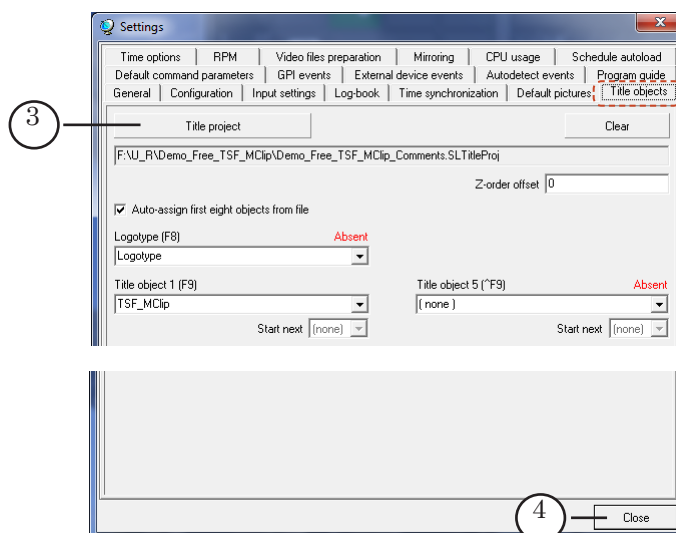 Settings
Time options RPM Video files preparation Mirroring CPU usage Schedule autoload
Default command parameters GPI events External device events Autodetect events Program guide
General Configuration Input settings Log-book Time synchronization Default pictures Title objects
3
Title project Clear
F:\U_R\Demo_Free_TSF_MClip\Demo_Free_TSF_MClip_Comments.SLTitleProj
Z-order offset 0
Auto-assign first eight objects from file
Logotype (F8) Absent
Logotype
Title object 1 (F9) Title object 5 (^F9) Absent
TSF_MClip ( none )
Start next (none) Start next (none)
4
Close